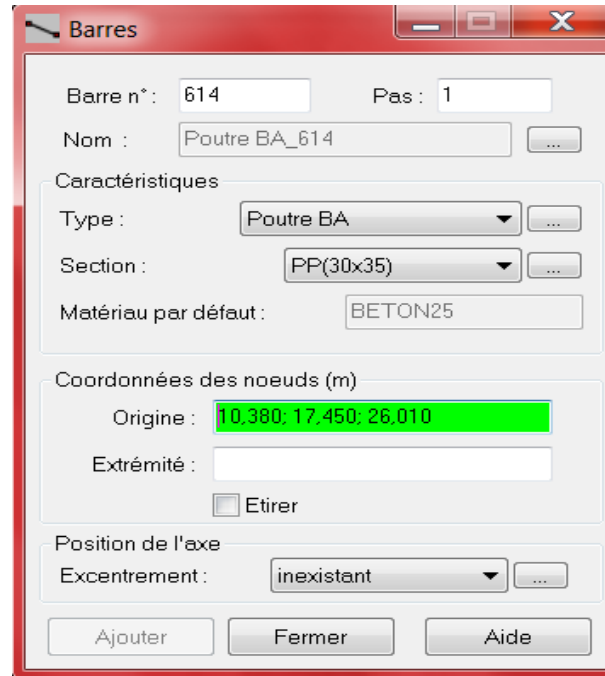 Barres
Barre n° : 614 Pas : 1
Nom : Poutre BA_614 ...
Caractéristiques
Type : Poutre BA ...
Section : PP(30x35) ...
Matériau par défaut : BETON25
Coordonnées des noeuds (m)
Origine : 10,380; 17,450; 26,010
Extrémité :
Etirer
Position de l'axe
Excentrement : inexistant ...
Ajouter Fermer Aide